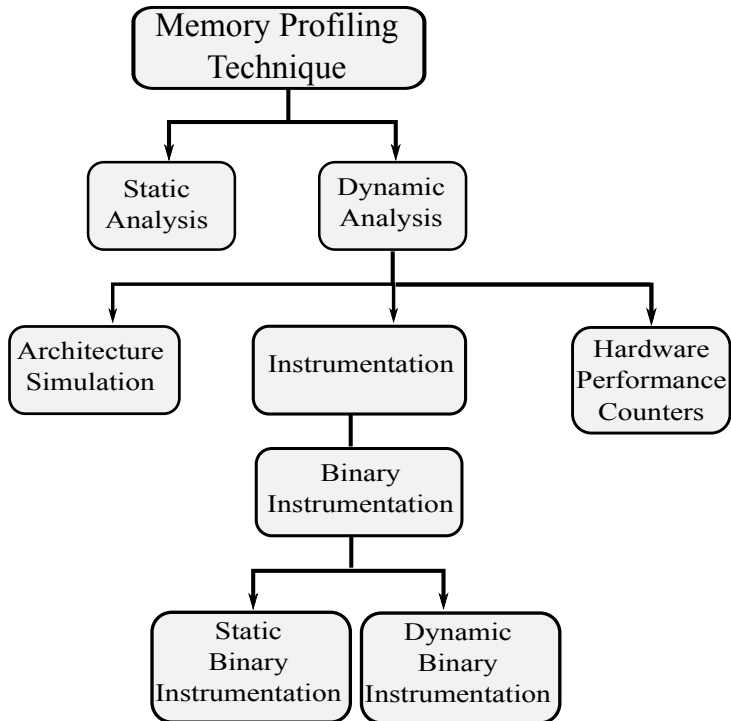 Memory Profiling
Technique
Static
Analysis
Dynamic
Analysis
Architecture
Simulation
Instrumentation
Hardware
Performance
Counters
Binary
Instrumentation
Static
Binary
Instrumentation
Dynamic
Binary
Instrumentation